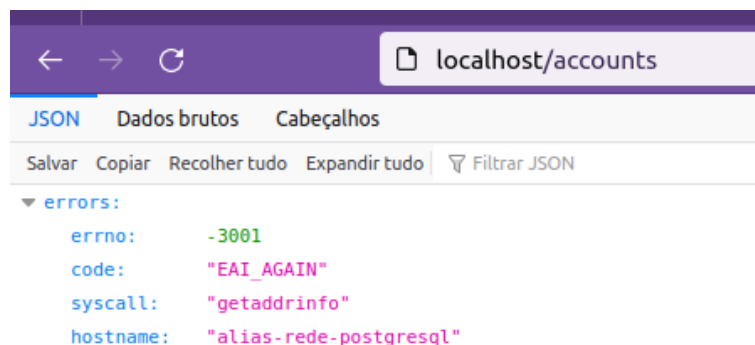 localhost/accounts
JSON Dados brutos Cabeçalhos
Salvar Copiar Recolher tudo Expandir tudo Filtrar JSON
errors:
errno: -3001
code: "EAI_AGAIN"
syscall: "getaddrinfo"
hostname: "alias-rede-postgresql"